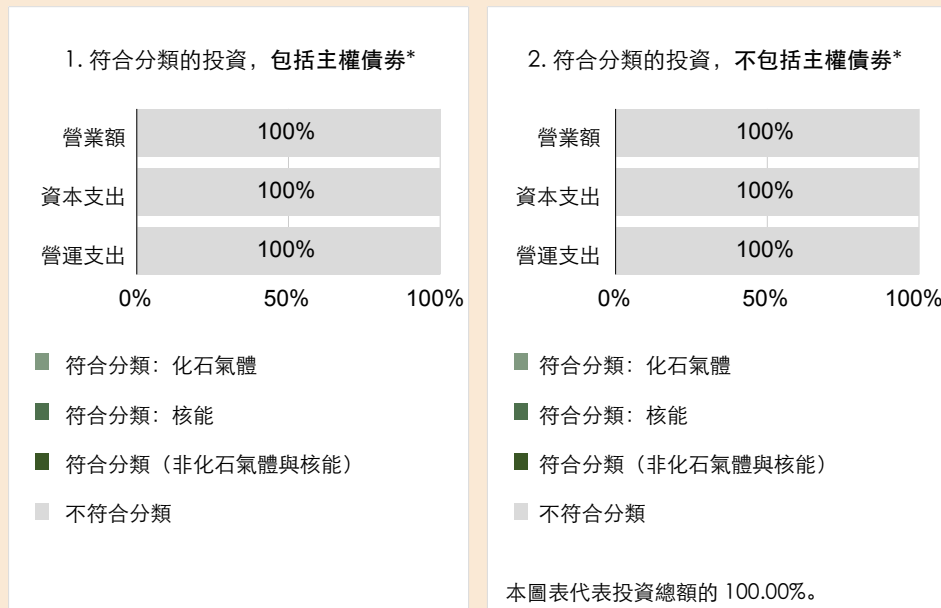 1. 符合分類的投資，包括主權債券*
營業額
100%
資本支出
100%
營運支出
100%
0%
50%
100%
符合分類：化石氣體
符合分類：核能
符合分類（非化石氣體與核能）
不符合分類
2. 符合分類的投資，不包括主權債券*
營業額
100%
資本支出
100%
營運支出
100%
0%
50%
100%
符合分類：化石氣體
符合分類：核能
符合分類（非化石氣體與核能）
不符合分類
本圖表代表投資總額的 100.00%。